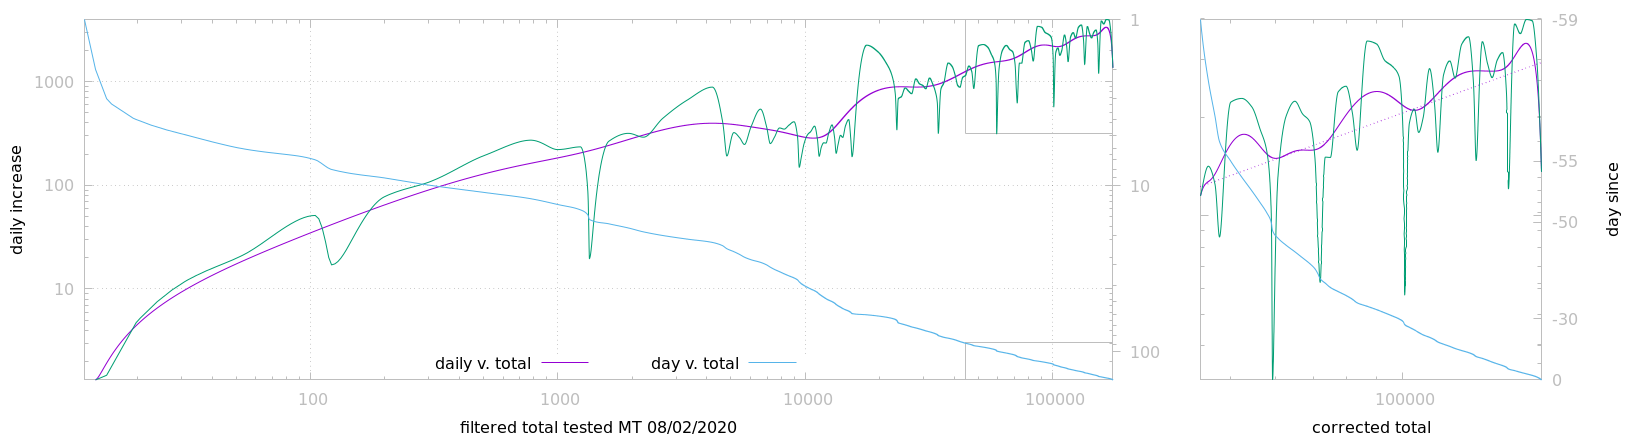 daily increase
1000
100
10
100
1000
10000
100000
1
10
100
daily v. total
day v. total
filtered total tested MT 08/02/2020
-59
-55
-50
-30
0
day since
100000
corrected total